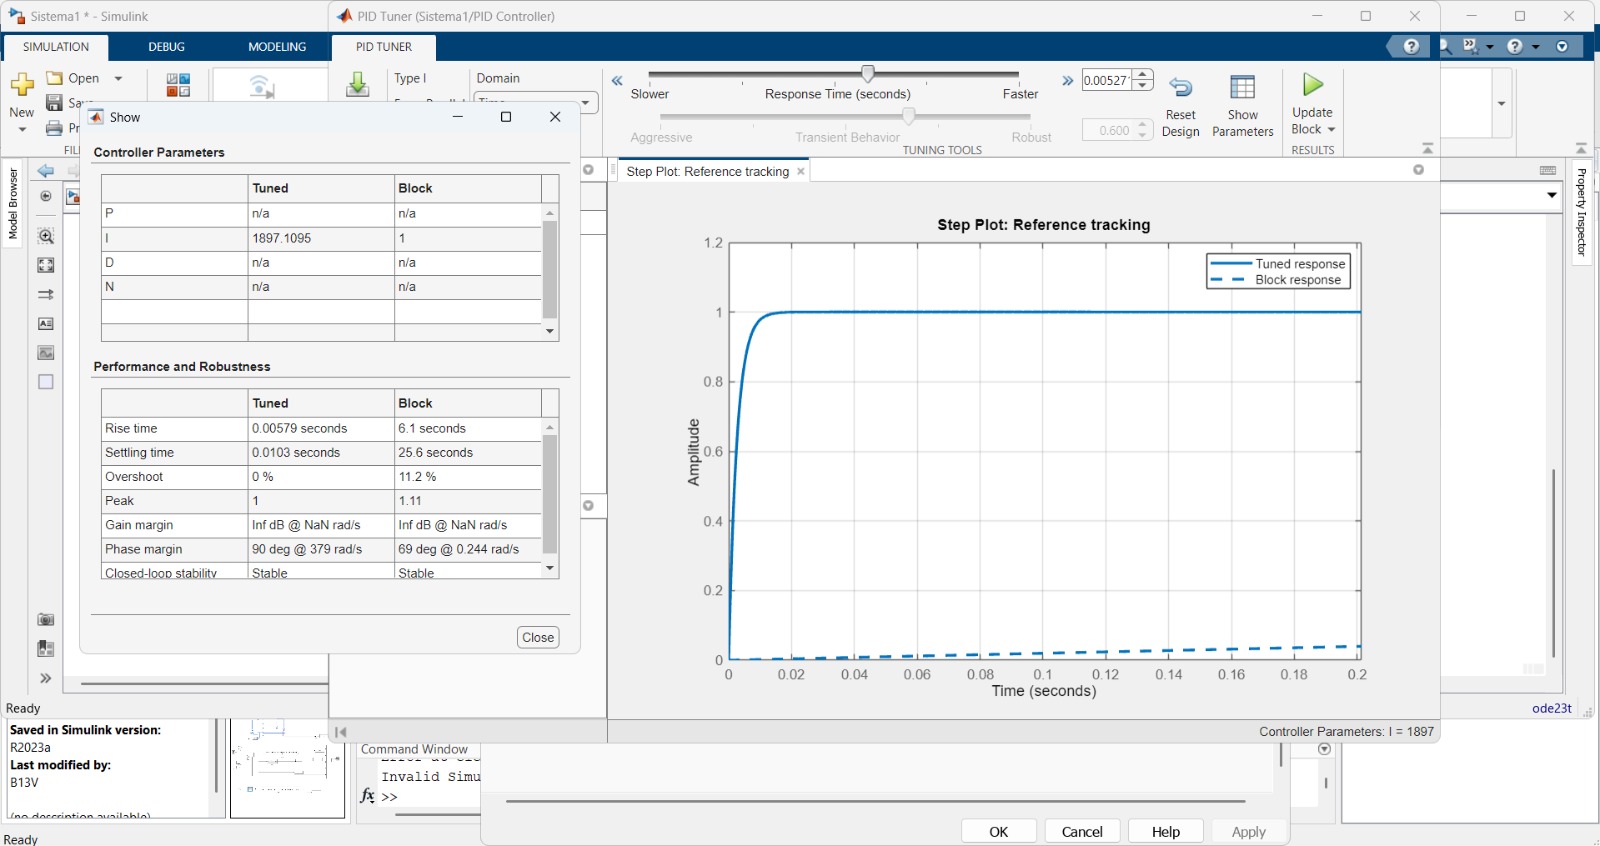 Sistema1 * - Simulink
PID Tuner (Sistema1/PID Controller)
SIMULATION
DEBUG
MODELING
PID TUNER
New
Open
Type I
Domain
Slower
Response Time (seconds)
Faster
0.00527
Aggressive
Transient Behavior
Robust
0.600
TUNING TOOLS
Reset
Design
Show
Parameters
Update
Block
RESULTS
Model Browser
Property Inspector
Show
Controller Parameters
Tuned Block
P n/a n/a
I 1897.1095 1
D n/a n/a
N n/a n/a
Performance and Robustness
Tuned Block
Rise time 0.00579 seconds 6.1 seconds
Settling time 0.0103 seconds 25.6 seconds
Overshoot 0 % 11.2 %
Peak 1 1.11
Gain margin Inf dB @ NaN rad/s Inf dB @ NaN rad/s
Phase margin 90 deg @ 379 rad/s 69 deg @ 0.244 rad/s
Closed-loop stability Stable Stable
Close
Step Plot: Reference tracking
Step Plot: Reference tracking
Tuned response
Block response
Amplitude
1.2
1
0.8
0.6
0.4
0.2
0
0 0.02 0.04 0.06 0.08 0.1 0.12 0.14 0.16 0.18 0.2
Time (seconds)
Controller Parameters: I = 1897
Ready
ode23t
Saved in Simulink version:
R2023a
Last modified by:
B13V
(no description available)
Command Window
Invalid Simu
fx >>
OK
Cancel
Help
Apply
Ready